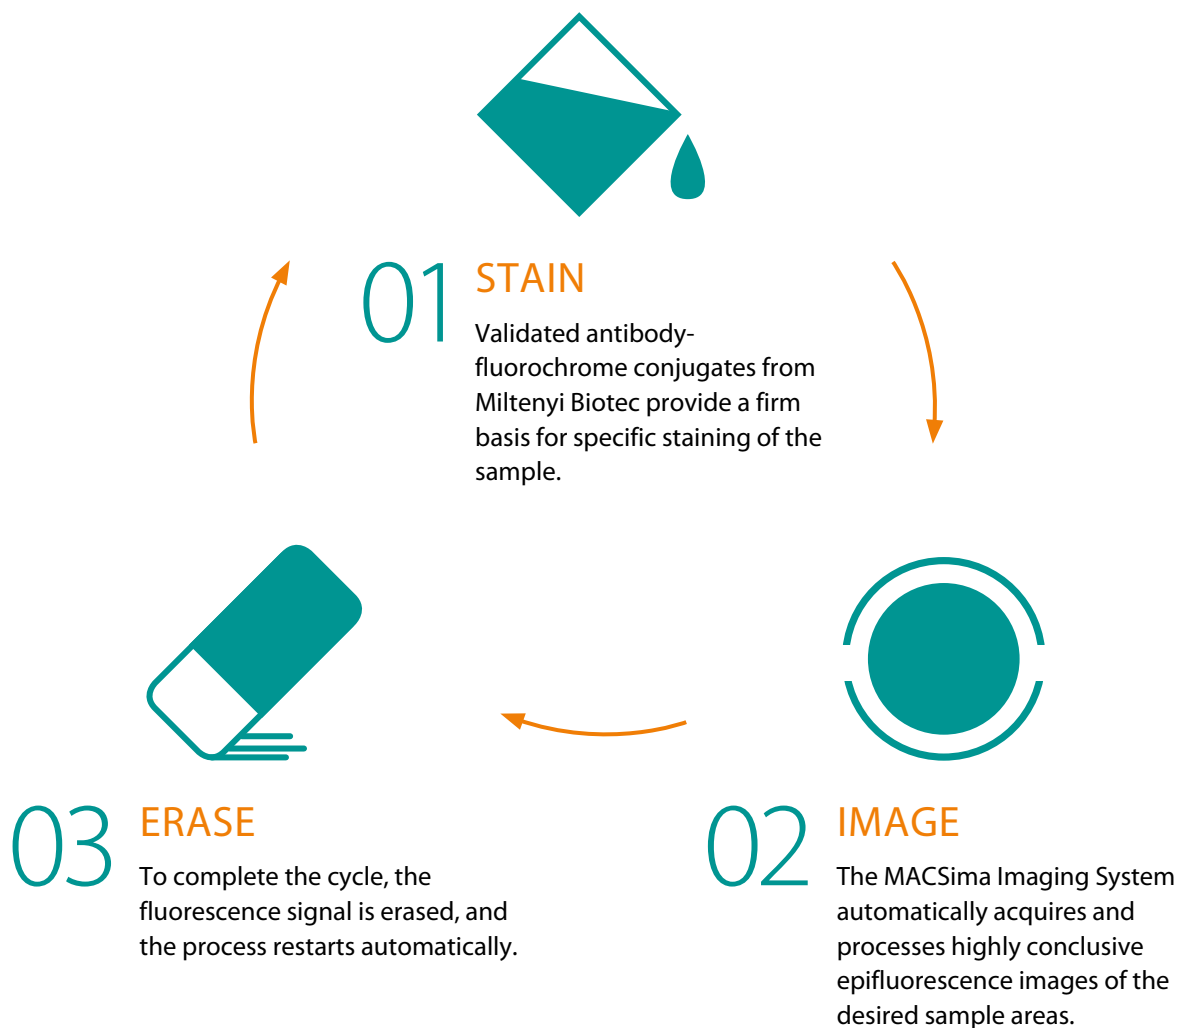 01 STAIN
Validated antibody-
fluorochrome conjugates from
Miltenyi Biotec provide a firm
basis for specific staining of the
sample.
02 IMAGE
The MACSima Imaging System
automatically acquires and
processes highly conclusive
epifluorescence images of the
desired sample areas.
03 ERASE
To complete the cycle, the
fluorescence signal is erased, and
the process restarts automatically.